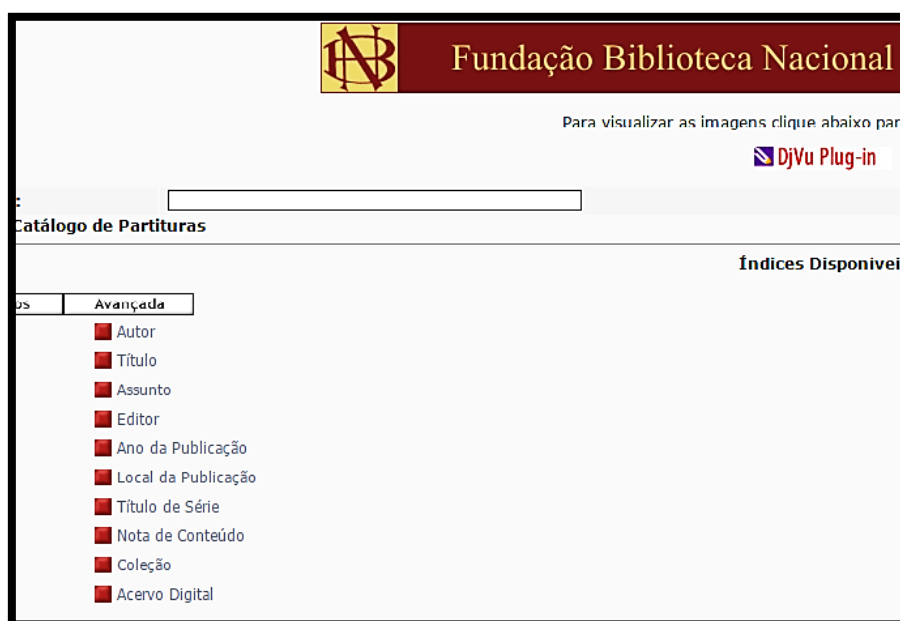 Fundação Biblioteca Nacional
Para visualizar as imagens clique abaixo par
DjVu Plug-in
:
Catálogo de Partituras
Índices Disponivei
os Avançada
Autor
Título
Assunto
Editor
Ano da Publicação
Local da Publicação
Título de Série
Nota de Conteúdo
Coleção
Acervo Digital